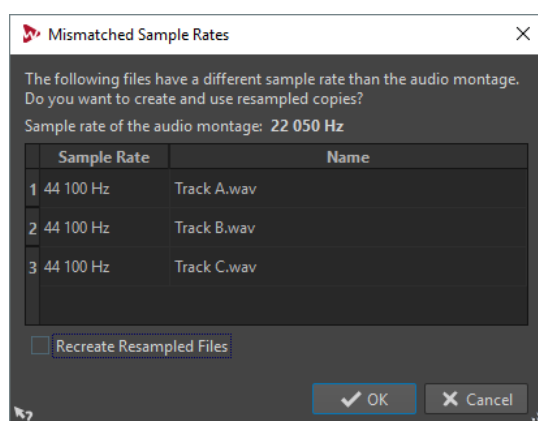 Mismatched Sample Rates
The following files have a different sample rate than the audio montage.
Do you want to create and use resampled copies?
Sample rate of the audio montage: 22 050 Hz
Sample Rate Name
1 44 100 Hz Track A.wav
2 44 100 Hz Track B.wav
3 44 100 Hz Track C.wav
Recreate Resampled Files
OK Cancel
?